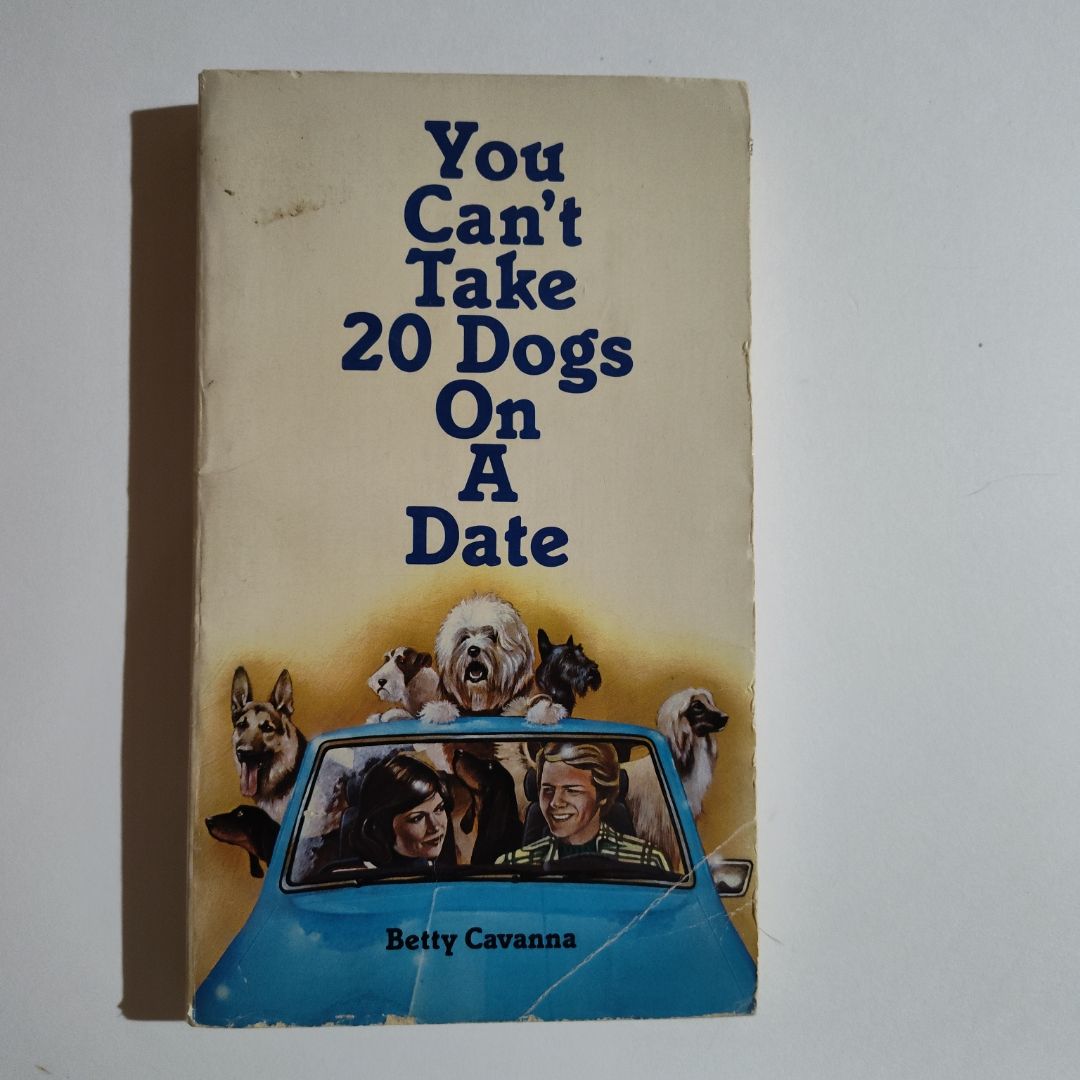 You
Can't
Take
20 Dogs
On
A
Date
Betty Cavanna